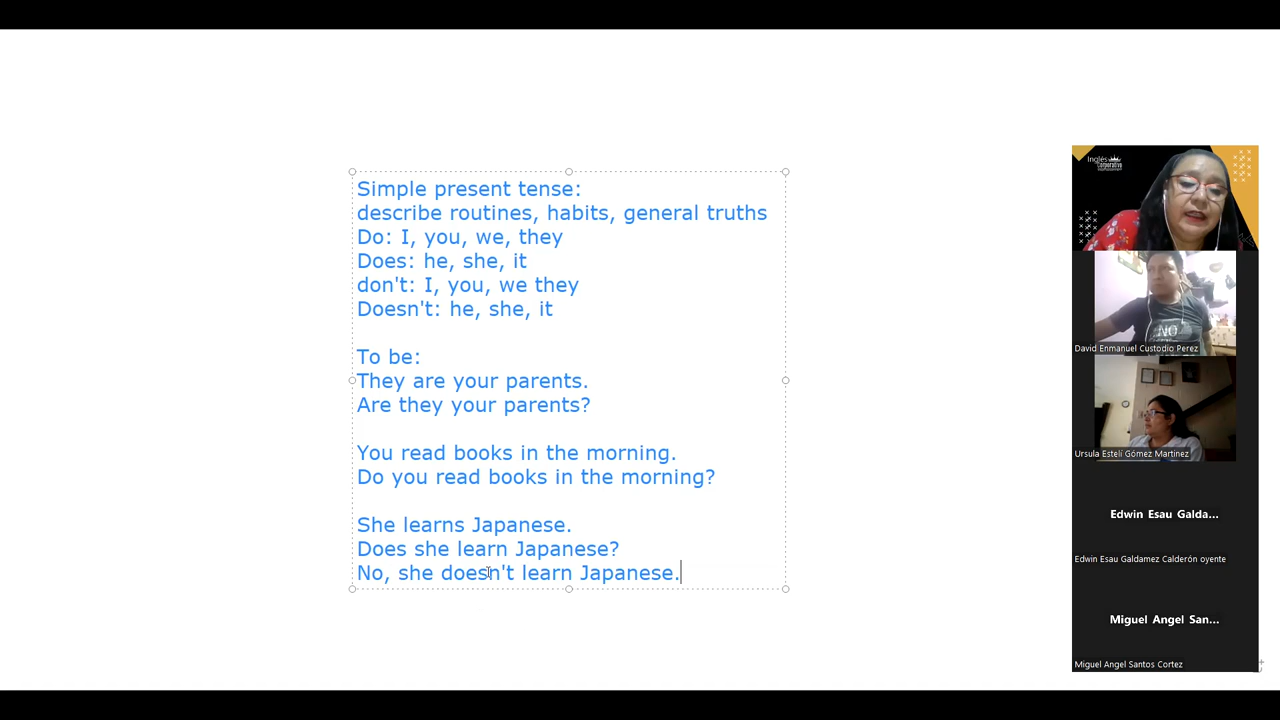 Simple present tense:
describe routines, habits, general truths
Do: I, you, we, they
Does: he, she, it
don't: I, you, we they
Doesn't: he, she, it
To be:
They are your parents.
Are they your parents?
You read books in the morning.
Do you read books in the morning?
She learns Japanese.
Does she learn Japanese?
No, she doesn't learn Japanese.
Inglés
Corporativo
David Enmanuel Custodio Perez
NO
Ursula Estelí Gómez Martinez
Edwin Esau Galda...
Edwin Esau Galdamez Calderón oyente
Miguel Angel San...
Miguel Angel Santos Cortez